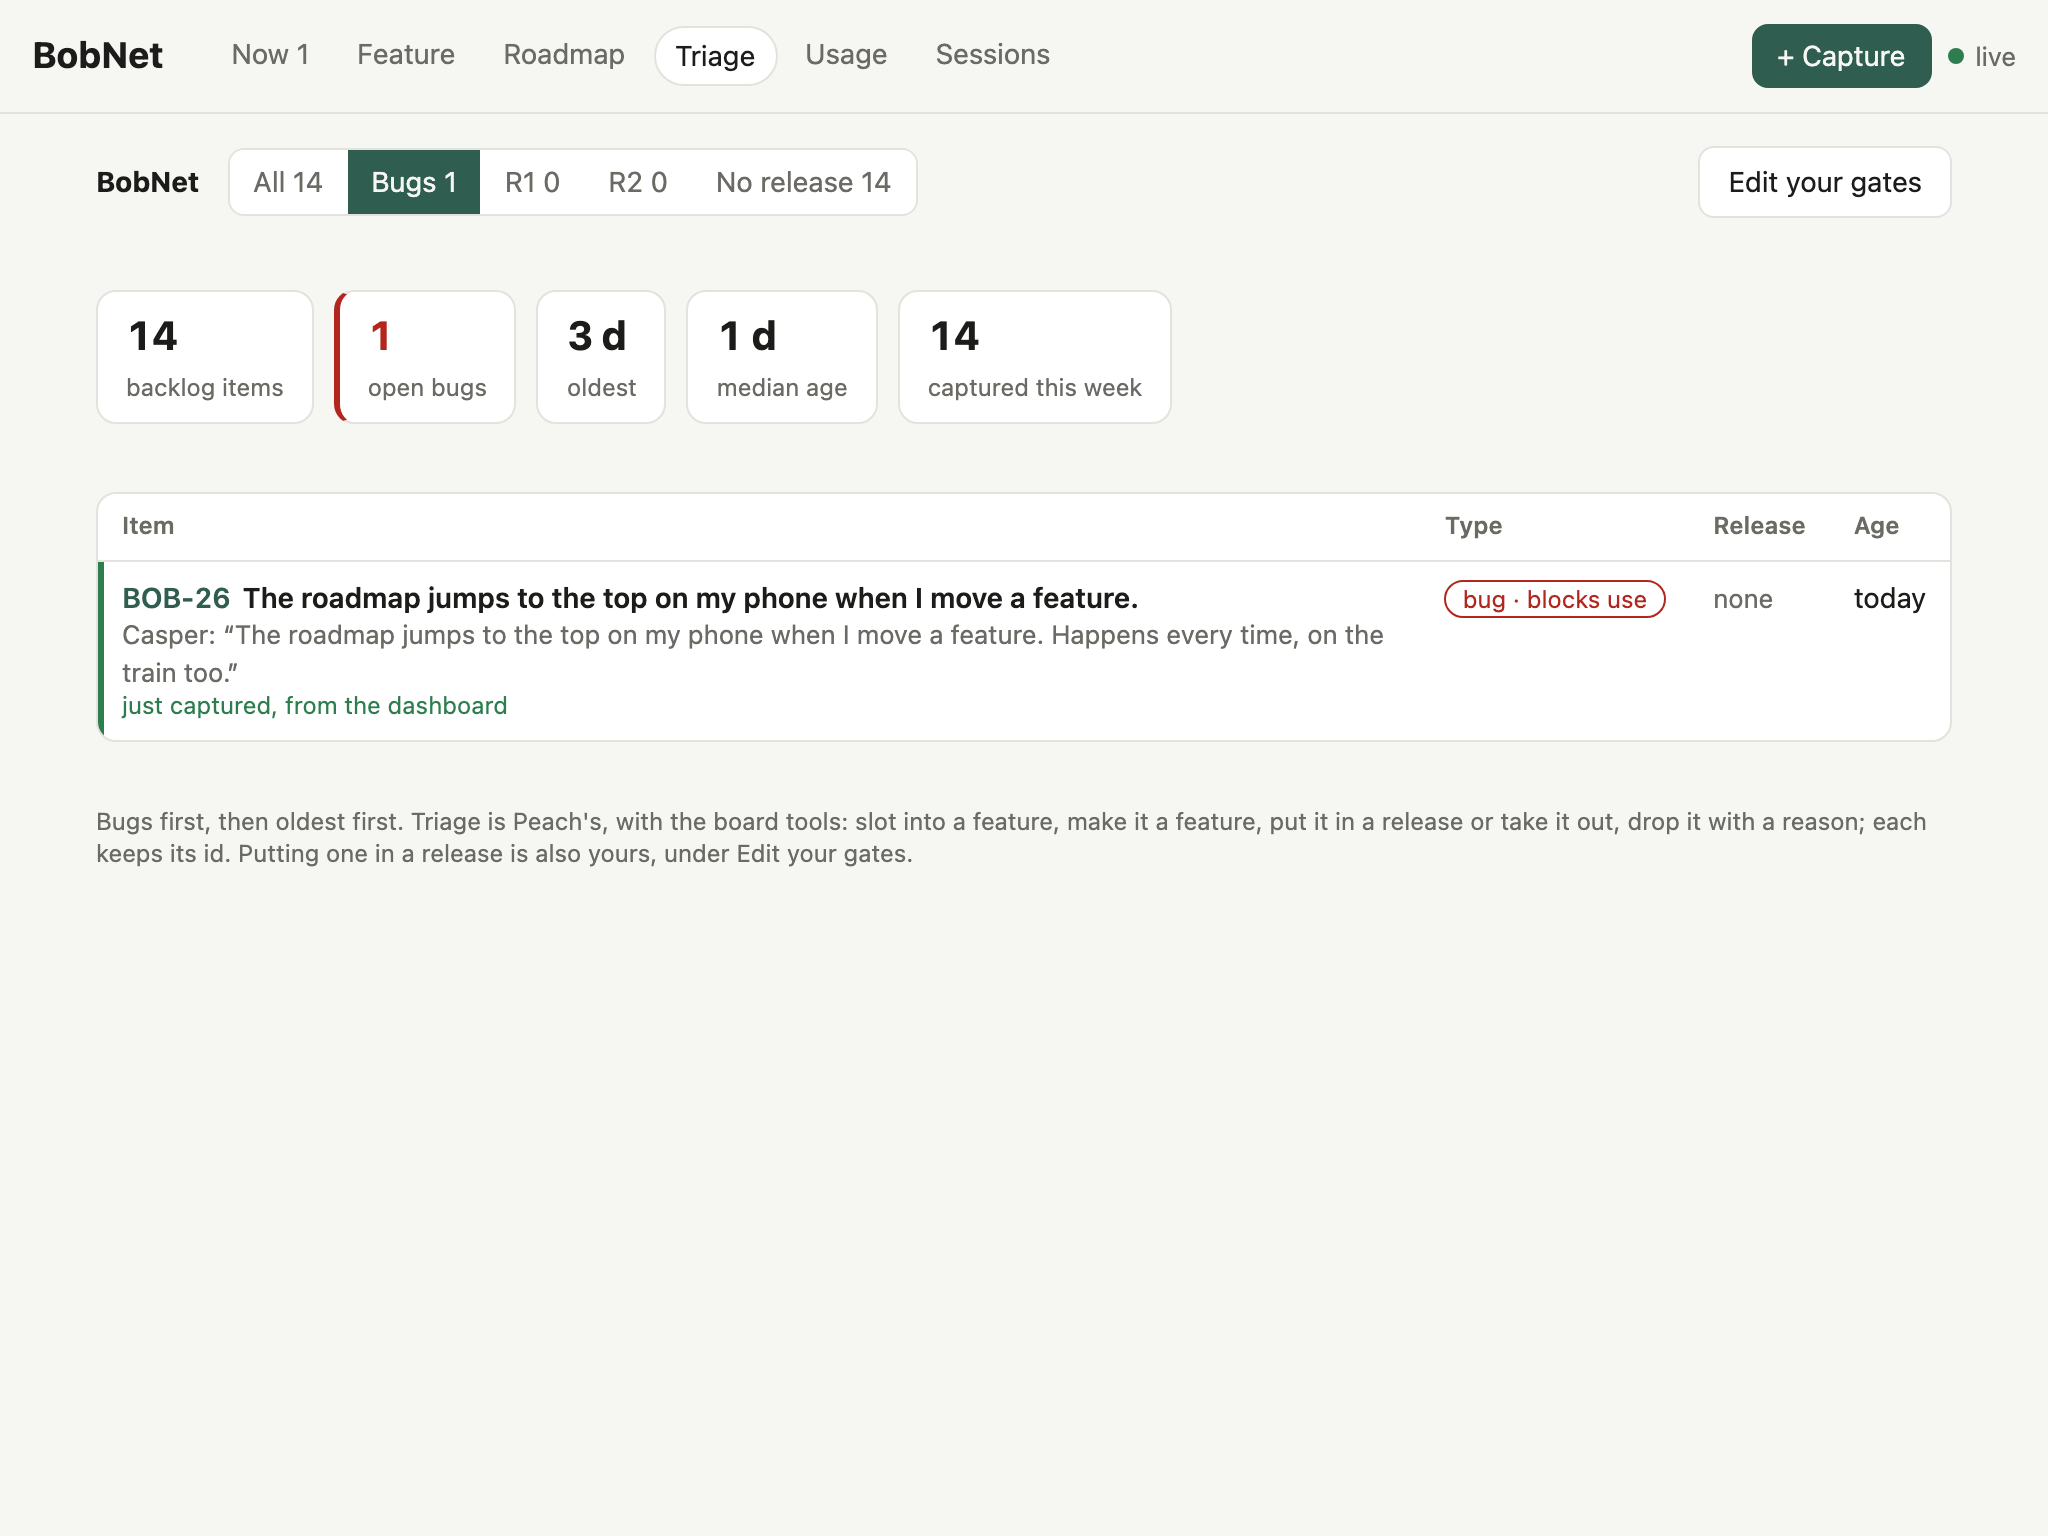 BobNet
Now 1
Feature
Roadmap
Triage
Usage
Sessions
+ Capture
live
BobNet
All 14
Bugs 1
R1 0
R2 0
No release 14
Edit your gates
14
backlog items
1
open bugs
3 d
oldest
1 d
median age
14
captured this week
Item
Type
Release
Age
BOB-26 The roadmap jumps to the top on my phone when I move a feature.
bug · blocks use
none
today
Casper: “The roadmap jumps to the top on my phone when I move a feature. Happens every time, on the
train too.”
just captured, from the dashboard
Bugs first, then oldest first. Triage is Peach's, with the board tools: slot into a feature, make it a feature, put it in a release or take it out, drop it with a reason; each
keeps its id. Putting one in a release is also yours, under Edit your gates.